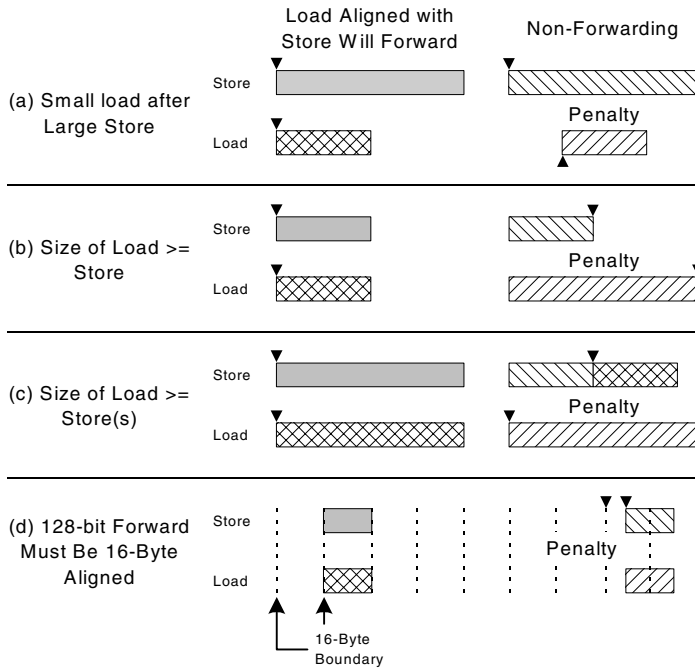 Load Aligned with
Store Will Forward
Non-Forwarding
Store
(a) Small load after
Large Store
Penalty
Load
Store
(b) Size of Load >=
Store
Penalty
Load
Store
(c) Size of Load >=
Store(s)
Penalty
Load
Store
(d) 128-bit Forward
Must Be 16-Byte
Aligned
Penalty
Load
16-Byte
Boundary